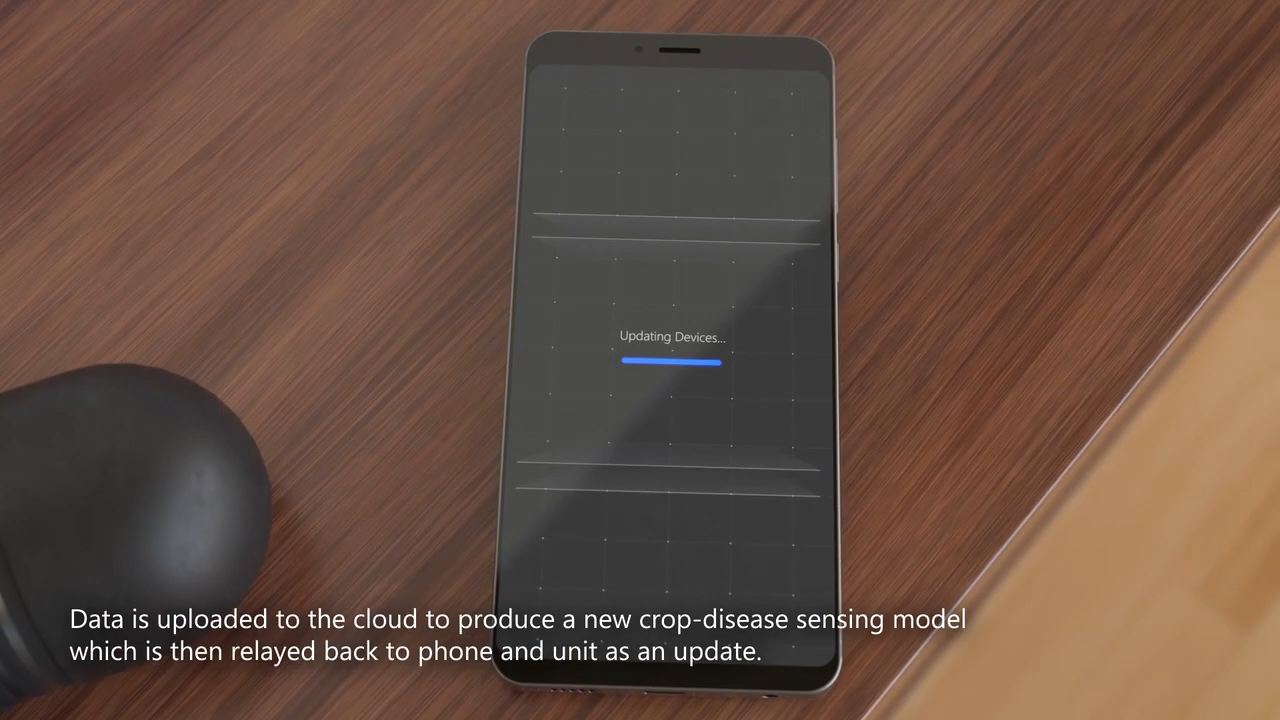 Updating Devices...
Data is uploaded to the cloud to produce a new crop-disease sensing model
which is then relayed back to phone and unit as an update.